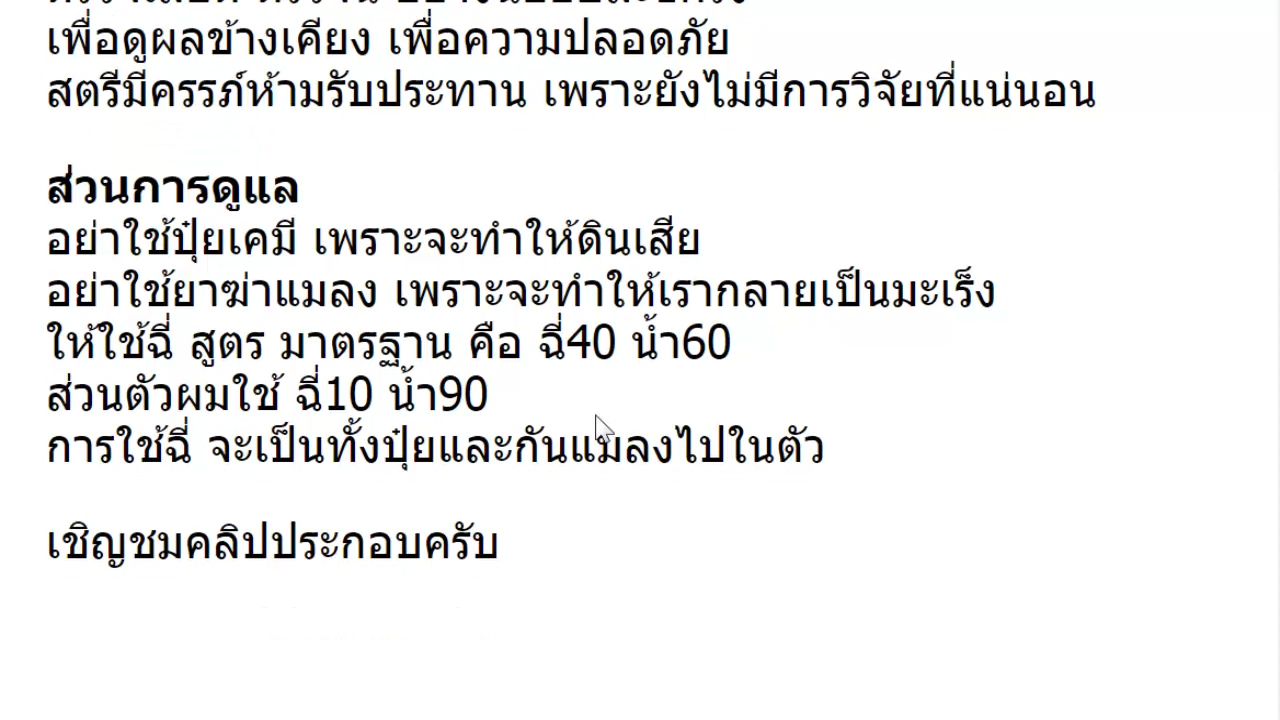 เพื่อดูผลข้างเคียง เพื่อความปลอดภัย
สตรีมีครรภ์ห้ามรับประทาน เพราะยังไม่มีการวิจัยที่แน่นอน
ส่วนการดูแล
อย่าใช้ปุ๋ยเคมี เพราะจะทำให้ดินเสีย
อย่าใช้ยาฆ่าแมลง เพราะจะทำให้เรากลายเป็นมะเร็ง
ให้ใช้ฉี่ สูตร มาตรฐาน คือ ฉี่40 น้ำ60
ส่วนตัวผมใช้ ฉี่10 น้ำ90
การใช้ฉี่ จะเป็นทั้งปุ๋ยและกันแมลงไปในตัว
เชิญชมคลิปประกอบครับ